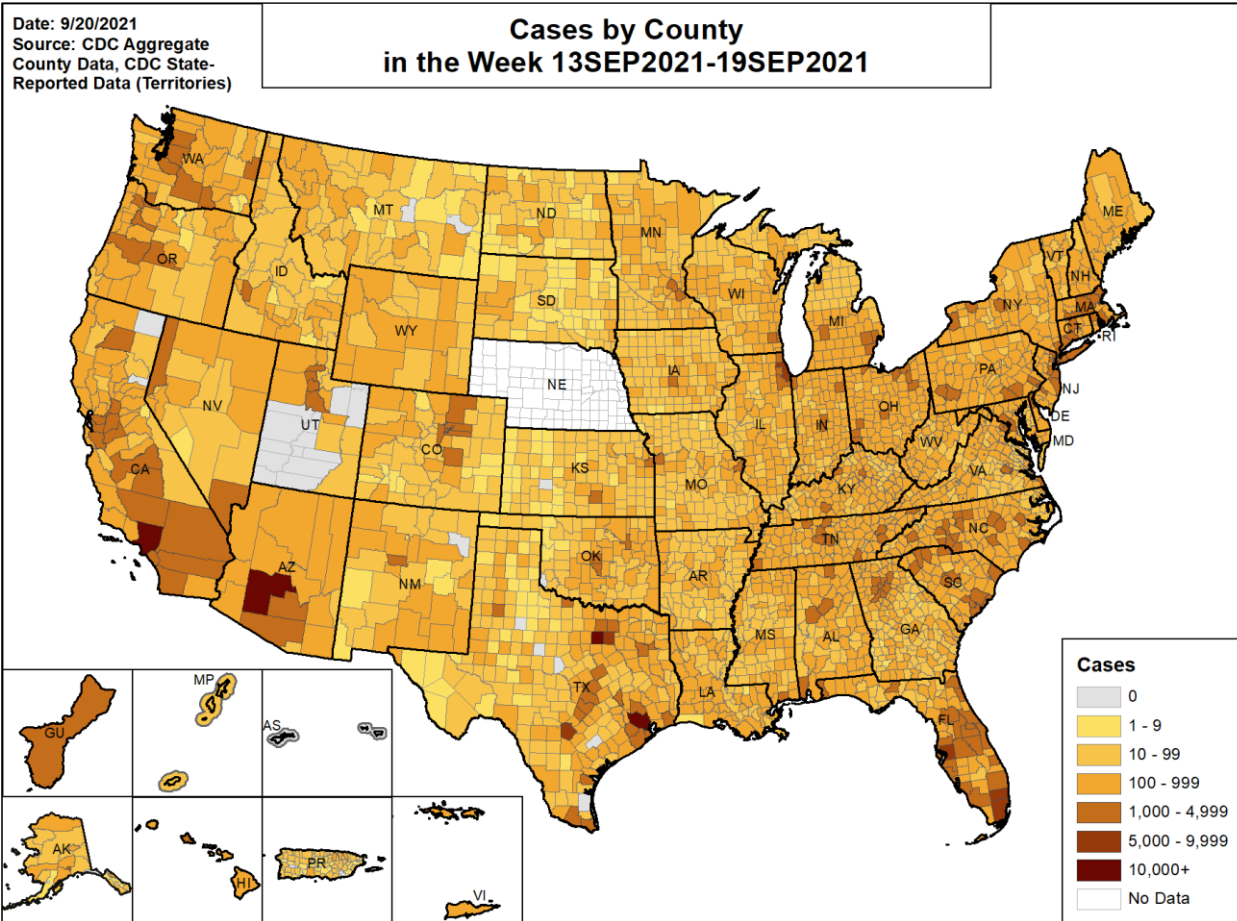 Date: 9/20/2021
Source: CDC Aggregate
County Data, CDC State-
Reported Data (Territories)
Cases by County
in the Week 13SEP2021-19SEP2021
WA
MT
ND
MN
ME
OR
ID
SD
WI
MI
VT
NH
NY
MA
CT
RI
WY
NE
IA
PA
NJ
NV
UT
CO
IL
IN
OH
DE
MD
WV
VA
CA
KS
MO
KY
AZ
NM
OK
AR
TN
NC
SC
MS
AL
GA
TX
LA
FL
GU
MP
AS
AK
HI
PR
VI
Cases
0
1 - 9
10 - 99
100 - 999
1,000 - 4,999
5,000 - 9,999
10,000+
No Data